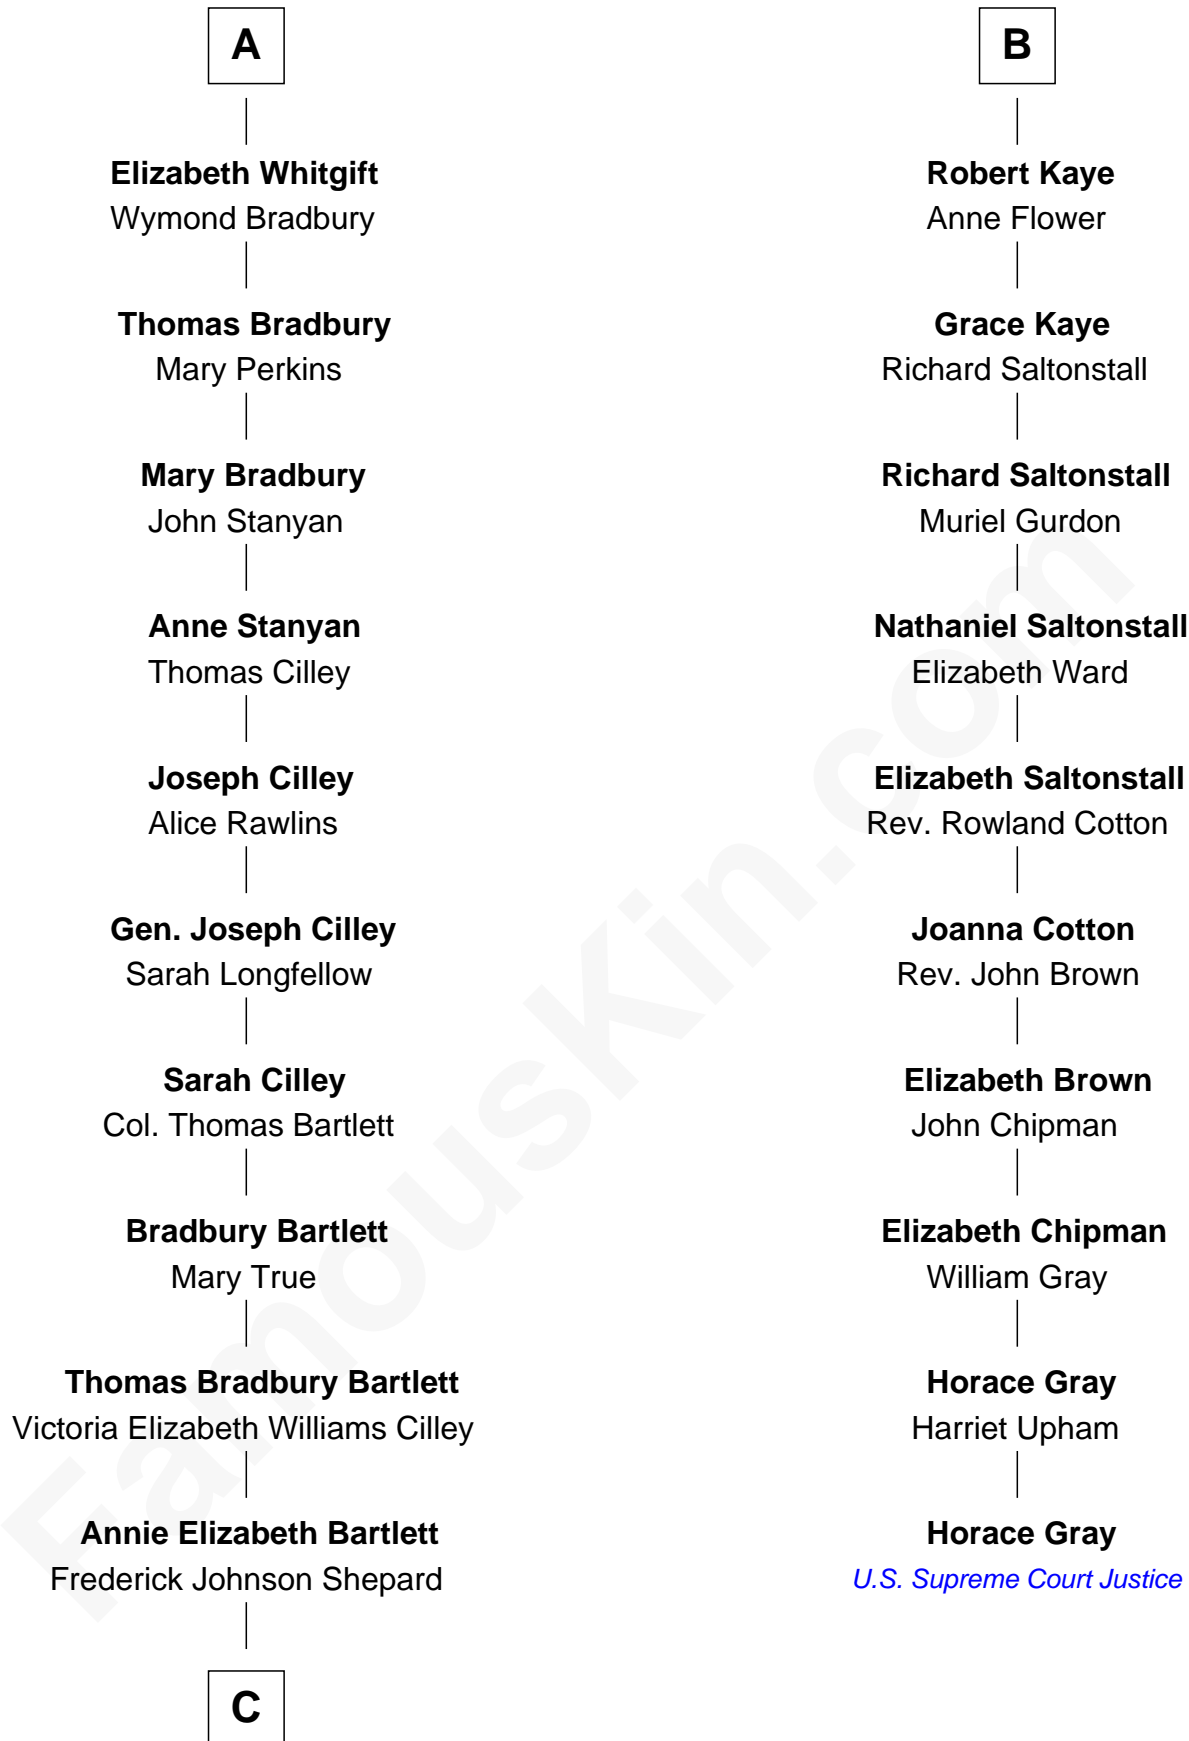 A
Elizabeth Whitgift
Wymond Bradbury
Thomas Bradbury
Mary Perkins
Mary Bradbury
John Stanyan
Anne Stanyan
Thomas Cilley
Joseph Cilley
Alice Rawlins
Gen. Joseph Cilley
Sarah Longfellow
Sarah Cilley
Col. Thomas Bartlett
Bradbury Bartlett
Mary True
Thomas Bradbury Bartlett
Victoria Elizabeth Williams Cilley
Annie Elizabeth Bartlett
Frederick Johnson Shepard
C
B
Robert Kaye
Anne Flower
Grace Kaye
Richard Saltonstall
Richard Saltonstall
Muriel Gurdon
Nathaniel Saltonstall
Elizabeth Ward
Elizabeth Saltonstall
Rev. Rowland Cotton
Joanna Cotton
Rev. John Brown
Elizabeth Brown
John Chipman
Elizabeth Chipman
William Gray
Horace Gray
Harriet Upham
Horace Gray
U.S. Supreme Court Justice
FamousKin.com